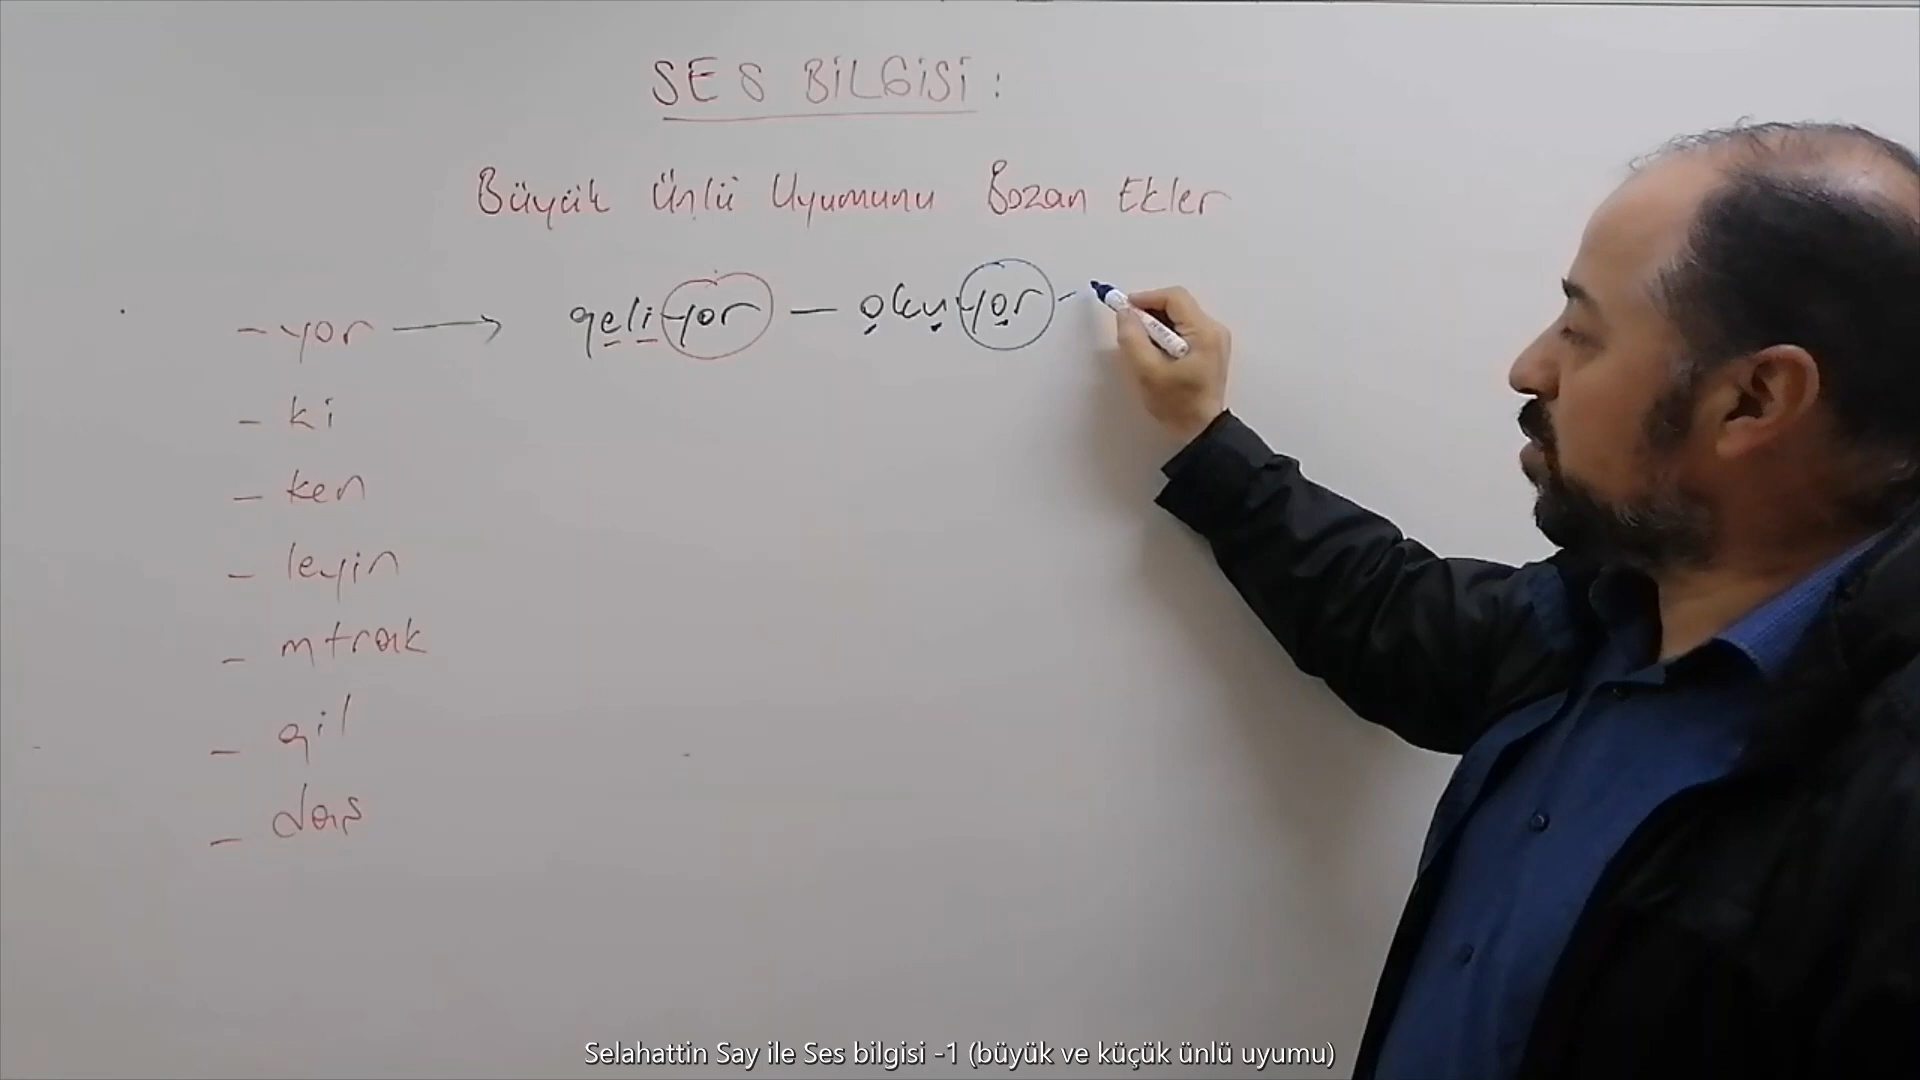 SES BİLGİSİ:
Büyük Ünlü Uyumunu Bozan Ekler
- yor → geliyor — okuyor -
- ki
- ken
- leyin
- mtrak
- gil
- daş
Selahattin Say ile Ses bilgisi -1 (büyük ve küçük ünlü uyumu)